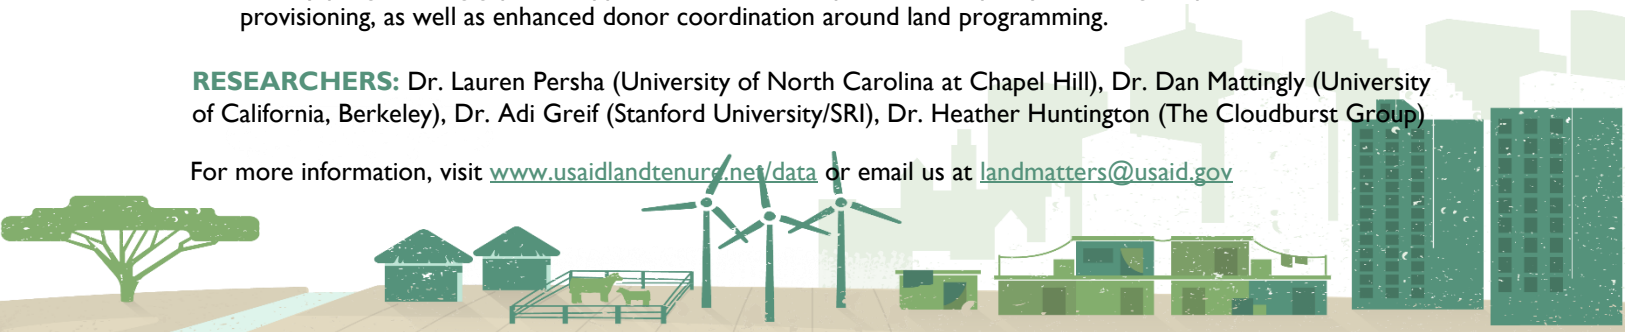 provisioning, as well as enhanced donor coordination around land programming.
RESEARCHERS: Dr. Lauren Persha (University of North Carolina at Chapel Hill), Dr. Dan Mattingly (University
of California, Berkeley), Dr. Adi Greif (Stanford University/SRI), Dr. Heather Huntington (The Cloudburst Group)
For more information, visit www.usaidlandtenure.net/data or email us at landmatters@usaid.gov